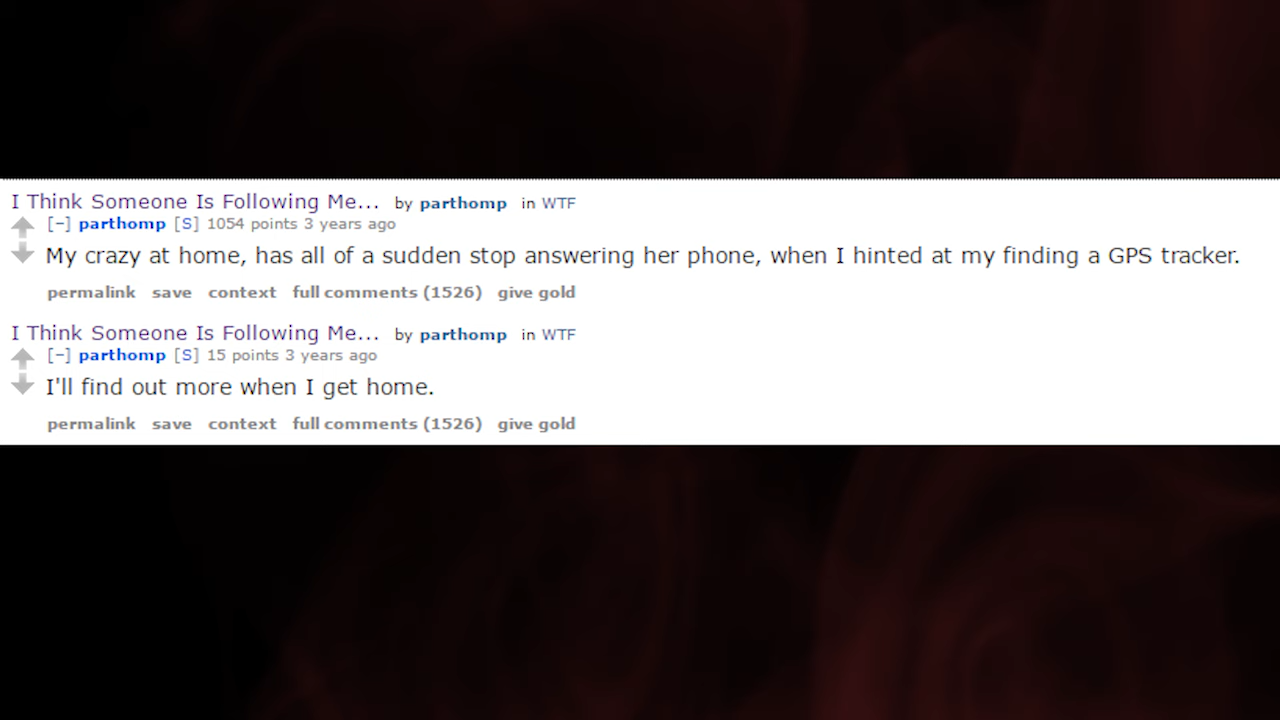 I Think Someone Is Following Me... by parthomp in WTF
[-] parthomp [S] 1054 points 3 years ago
My crazy at home, has all of a sudden stop answering her phone, when I hinted at my finding a GPS tracker.
permalink save context full comments (1526) give gold
I Think Someone Is Following Me... by parthomp in WTF
[-] parthomp [S] 15 points 3 years ago
I'll find out more when I get home.
permalink save context full comments (1526) give gold